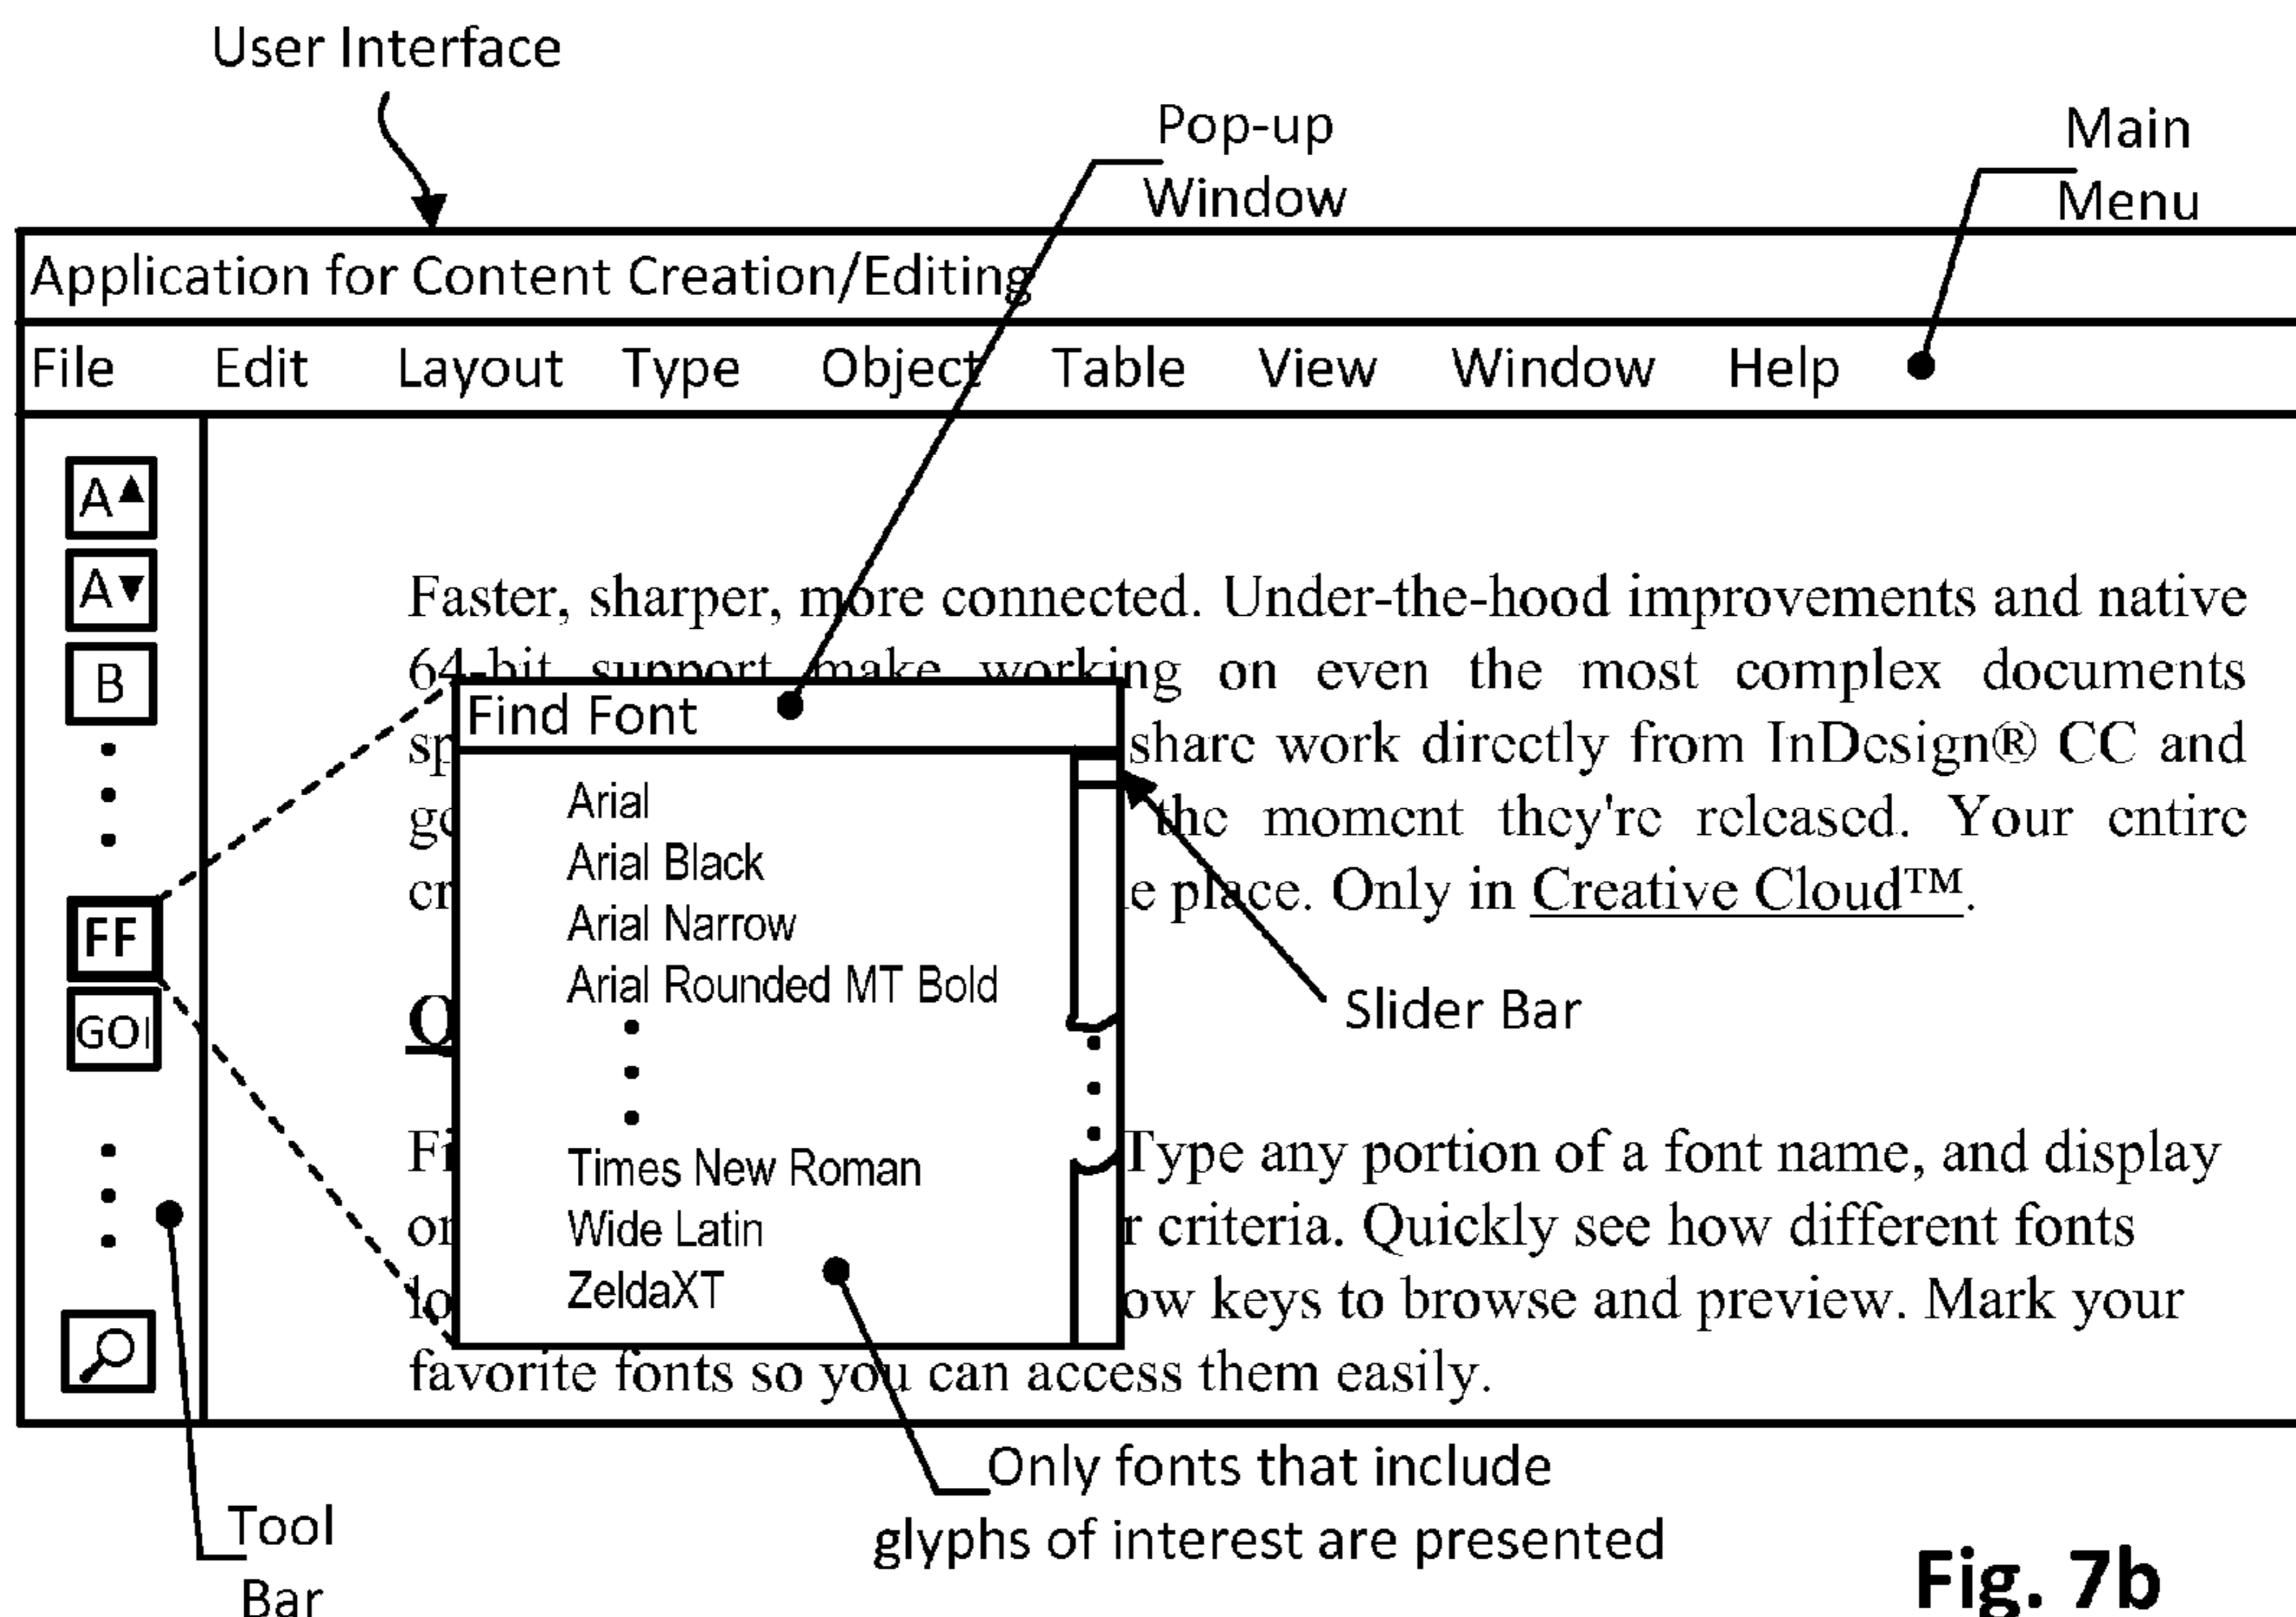 User Interface
Pop-up
Window
Main
Menu
Application for Content Creation/Editing
File Edit Layout Type Object Table View Window Help
A▲
A▼
B
FF
GOI
Faster, sharper, more connected. Under-the-hood improvements and native
64-bit support make working on even the most complex documents
share work directly from InDesign® CC and
the moment they're released. Your entire
place. Only in Creative Cloud™.
Find Font
Arial
Arial Black
Arial Narrow
Arial Rounded MT Bold
Times New Roman
Wide Latin
ZeldaXT
Slider Bar
Type any portion of a font name, and display
criteria. Quickly see how different fonts
keys to browse and preview. Mark your
favorite fonts so you can access them easily.
Only fonts that include
glyphs of interest are presented
Tool
Bar
Fig. 7b